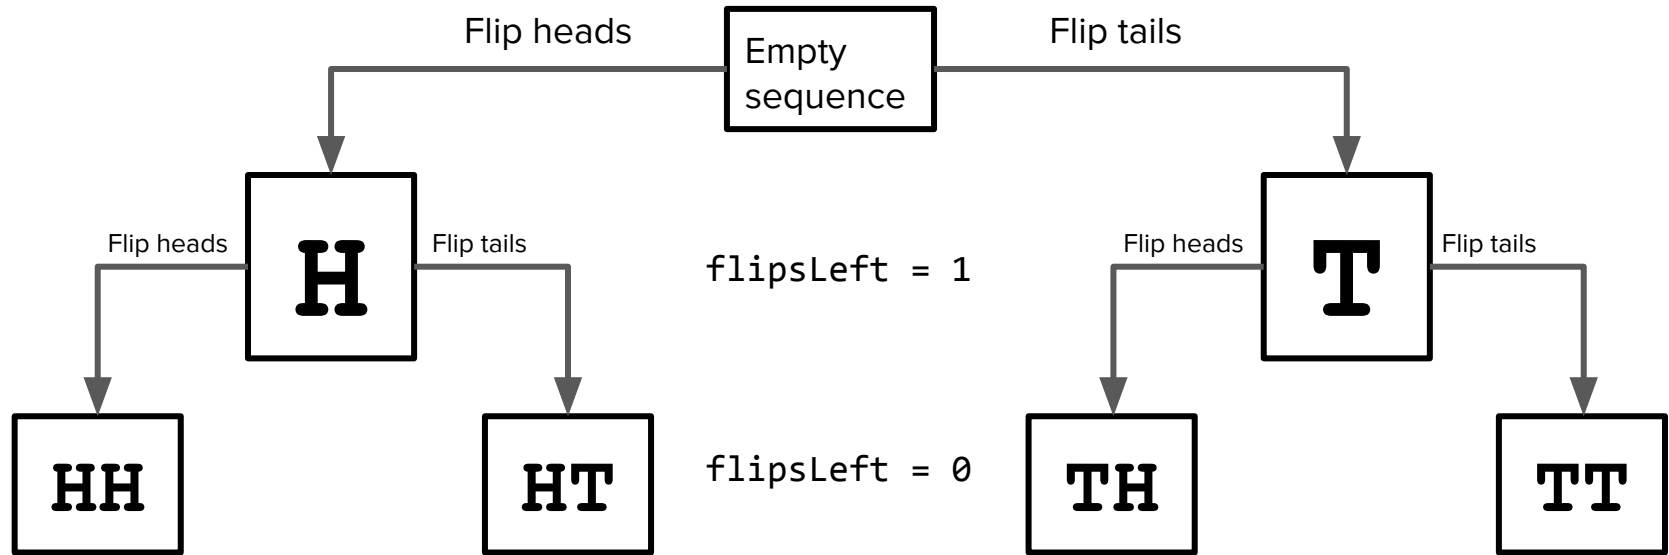 Flip heads
Empty
sequence
Flip tails
Flip heads
H
Flip tails
flipsLeft = 1
Flip heads
T
Flip tails
HH
HT
flipsLeft = 0
TH
TT